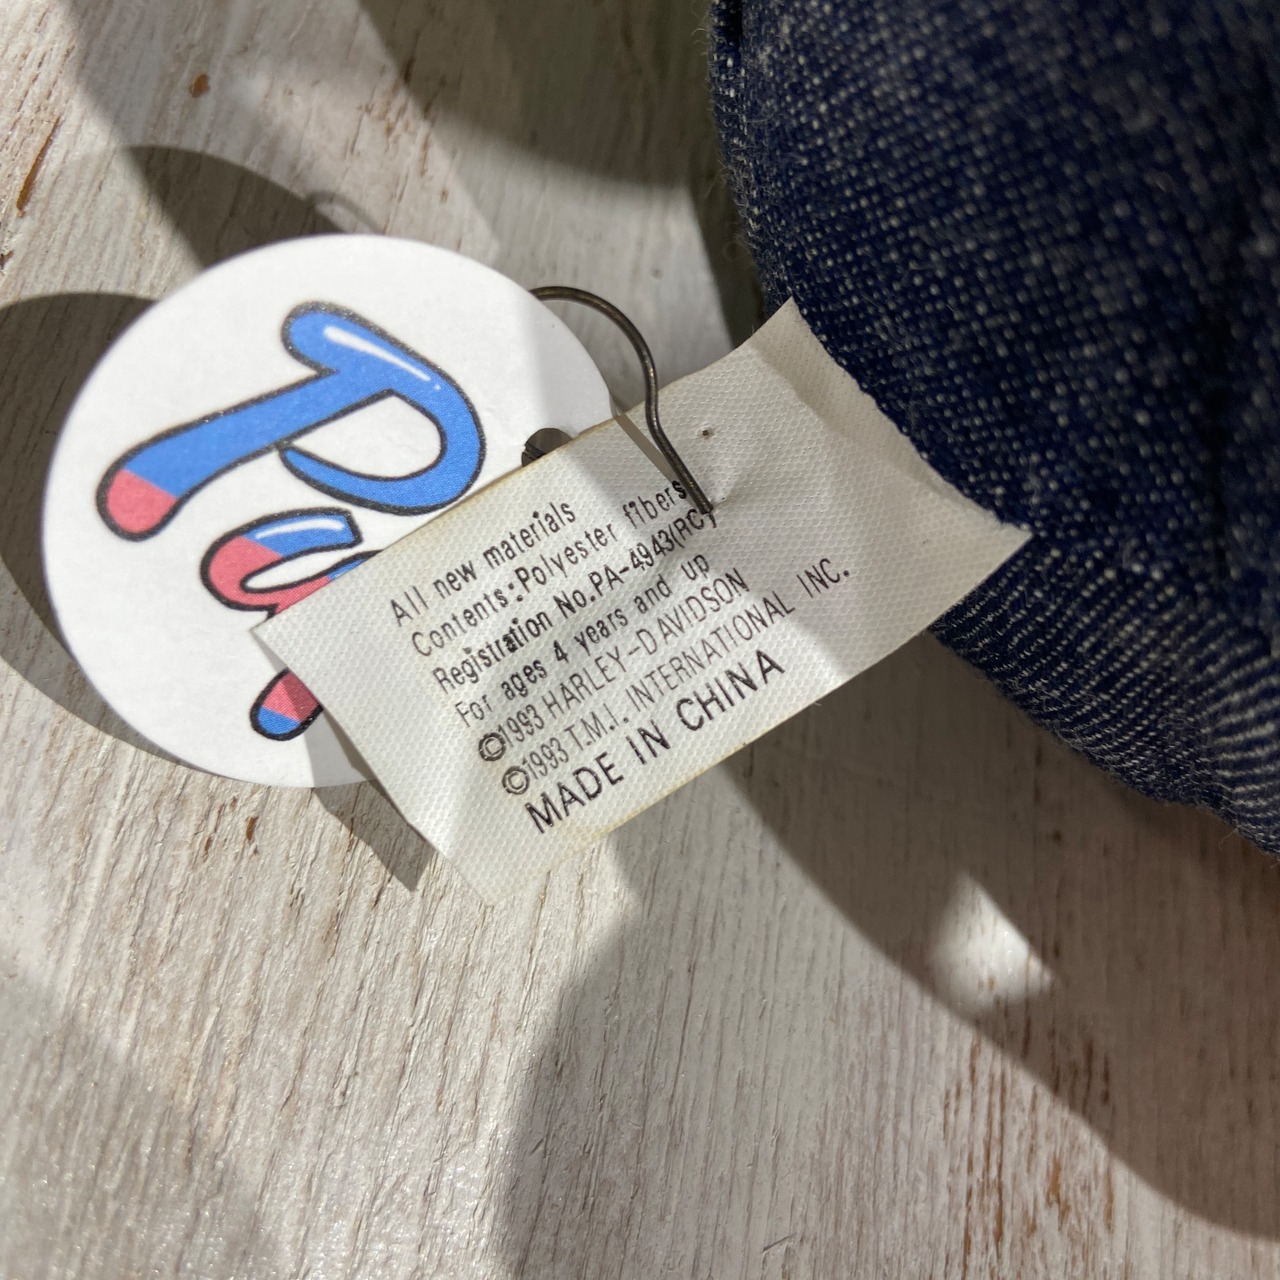 All new materials
Contents:Polyester fibers
Registration No.PA-4943(RC)
For ages 4 years and up
©1993 HARLEY-DAVIDSON
©1993 T.M.I. INTERNATIONAL INC.
MADE IN CHINA